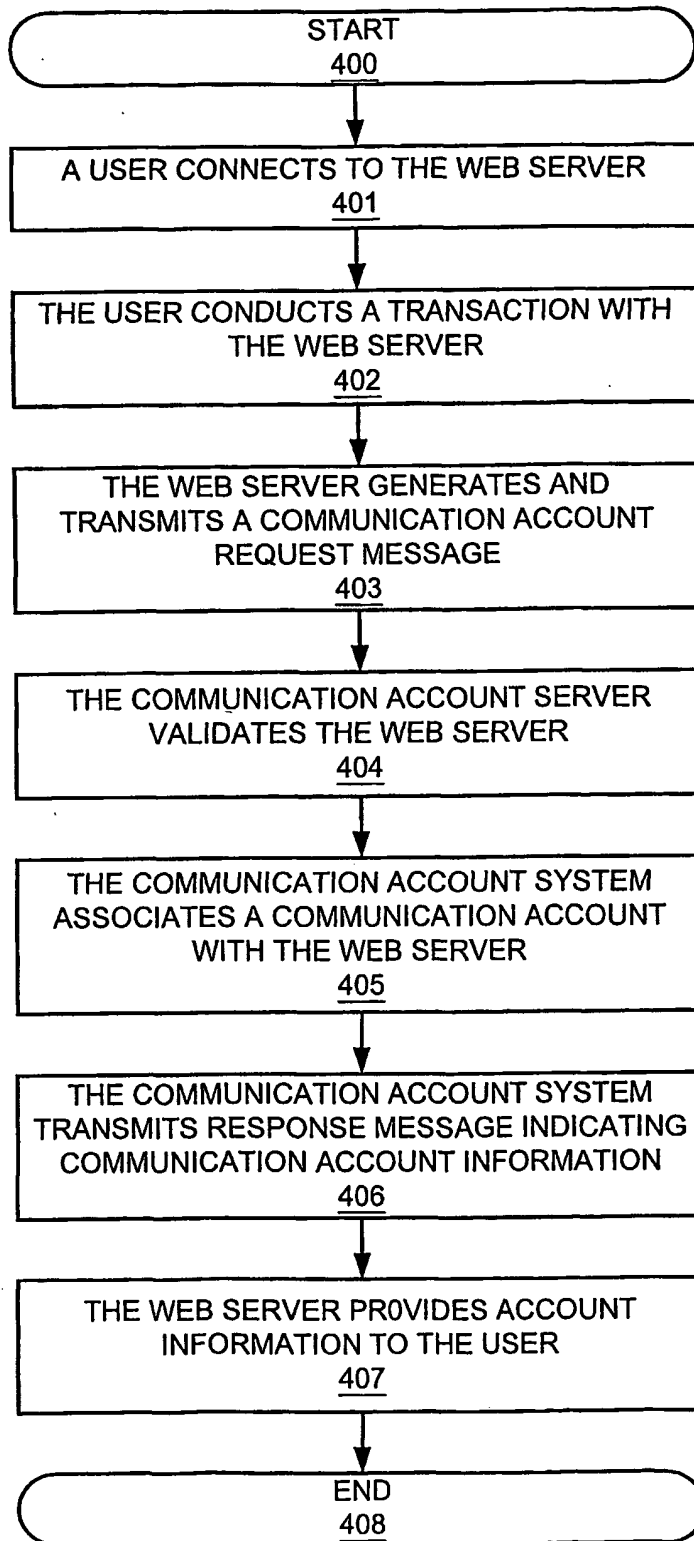 START
400
A USER CONNECTS TO THE WEB SERVER
401
THE USER CONDUCTS A TRANSACTION WITH
THE WEB SERVER
402
THE WEB SERVER GENERATES AND
TRANSMITS A COMMUNICATION ACCOUNT
REQUEST MESSAGE
403
THE COMMUNICATION ACCOUNT SERVER
VALIDATES THE WEB SERVER
404
THE COMMUNICATION ACCOUNT SYSTEM
ASSOCIATES A COMMUNICATION ACCOUNT
WITH THE WEB SERVER
405
THE COMMUNICATION ACCOUNT SYSTEM
TRANSMITS RESPONSE MESSAGE INDICATING
COMMUNICATION ACCOUNT INFORMATION
406
THE WEB SERVER PROVIDES ACCOUNT
INFORMATION TO THE USER
407
END
408